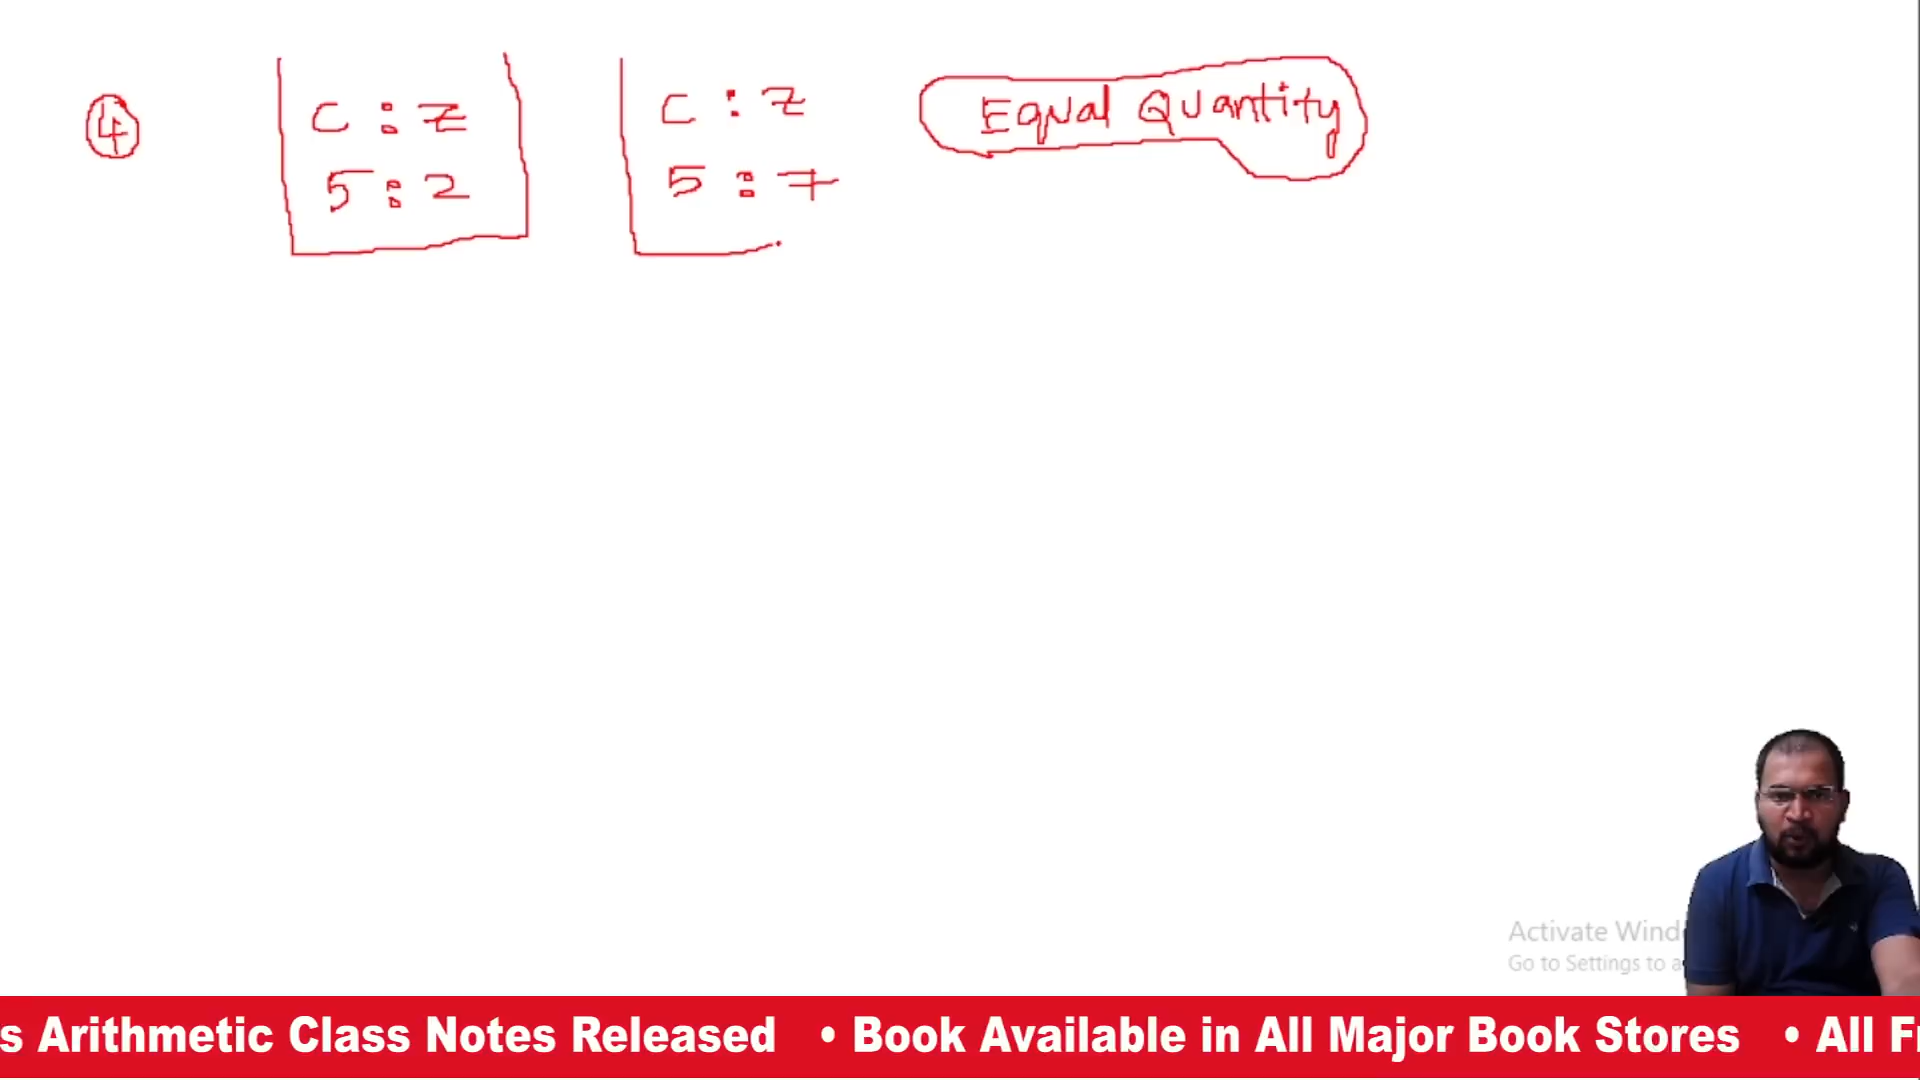 4
C : Z
5 : 2
C : Z
5 : 7
Equal Quantity
Activate Wind
Go to Settings to a
s Arithmetic Class Notes Released • Book Available in All Major Book Stores • All F